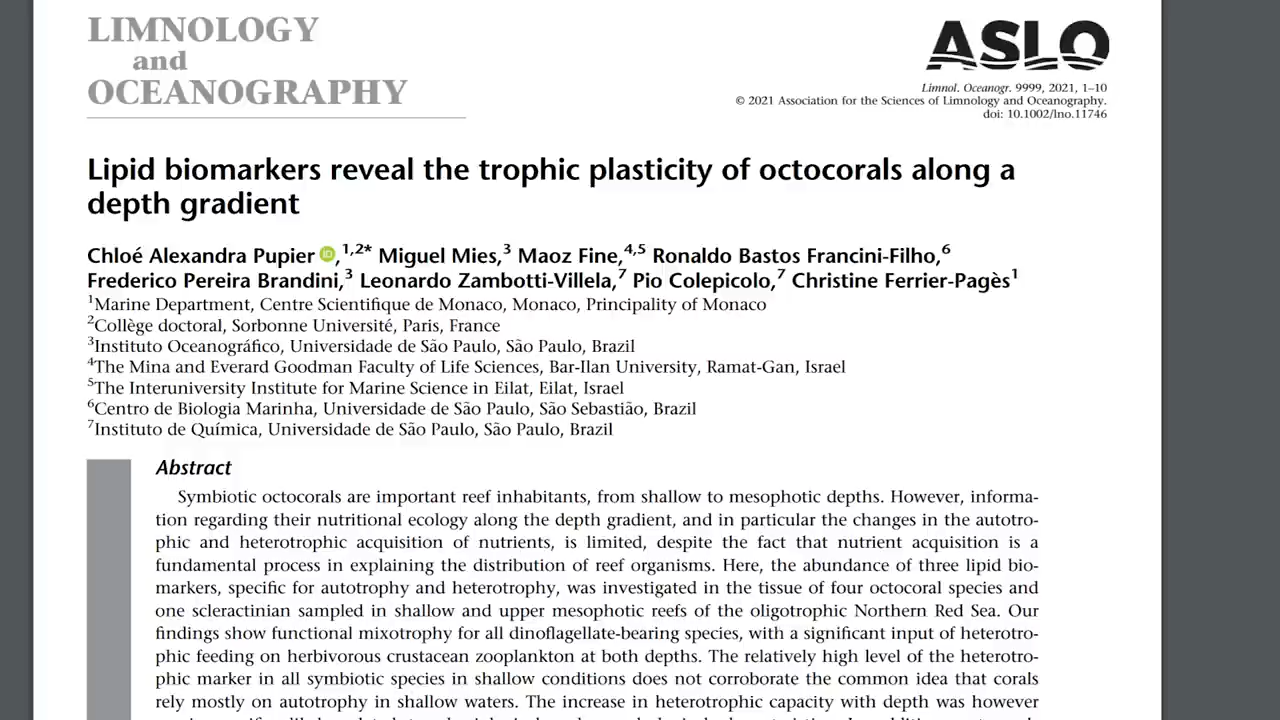 LIMNOLOGY
and
OCEANOGRAPHY
ASLO
Limnol. Oceanogr. 9999, 2021, 1–10
© 2021 Association for the Sciences of Limnology and Oceanography.
doi: 10.1002/lno.11746
Lipid biomarkers reveal the trophic plasticity of octocorals along a
depth gradient
Chloé Alexandra Pupier iD,1,2* Miguel Mies,3 Maoz Fine,4,5 Ronaldo Bastos Francini-Filho,6
Frederico Pereira Brandini,3 Leonardo Zambotti-Villela,7 Pio Colepicolo,7 Christine Ferrier-Pagès1
1Marine Department, Centre Scientifique de Monaco, Monaco, Principality of Monaco
2Collège doctoral, Sorbonne Université, Paris, France
3Instituto Oceanográfico, Universidade de São Paulo, São Paulo, Brazil
4The Mina and Everard Goodman Faculty of Life Sciences, Bar-Ilan University, Ramat-Gan, Israel
5The Interuniversity Institute for Marine Science in Eilat, Eilat, Israel
6Centro de Biologia Marinha, Universidade de São Paulo, São Sebastião, Brazil
7Instituto de Química, Universidade de São Paulo, São Paulo, Brazil
Abstract
Symbiotic octocorals are important reef inhabitants, from shallow to mesophotic depths. However, informa-
tion regarding their nutritional ecology along the depth gradient, and in particular the changes in the autotro-
phic and heterotrophic acquisition of nutrients, is limited, despite the fact that nutrient acquisition is a
fundamental process in explaining the distribution of reef organisms. Here, the abundance of three lipid bio-
markers, specific for autotrophy and heterotrophy, was investigated in the tissue of four octocoral species and
one scleractinian sampled in shallow and upper mesophotic reefs of the oligotrophic Northern Red Sea. Our
findings show functional mixotrophy for all dinoflagellate-bearing species, with a significant input of heterotro-
phic feeding on herbivorous crustacean zooplankton at both depths. The relatively high level of the heterotro-
phic marker in all symbiotic species in shallow conditions does not corroborate the common idea that corals
rely mostly on autotrophy in shallow waters. The increase in heterotrophic capacity with depth was however